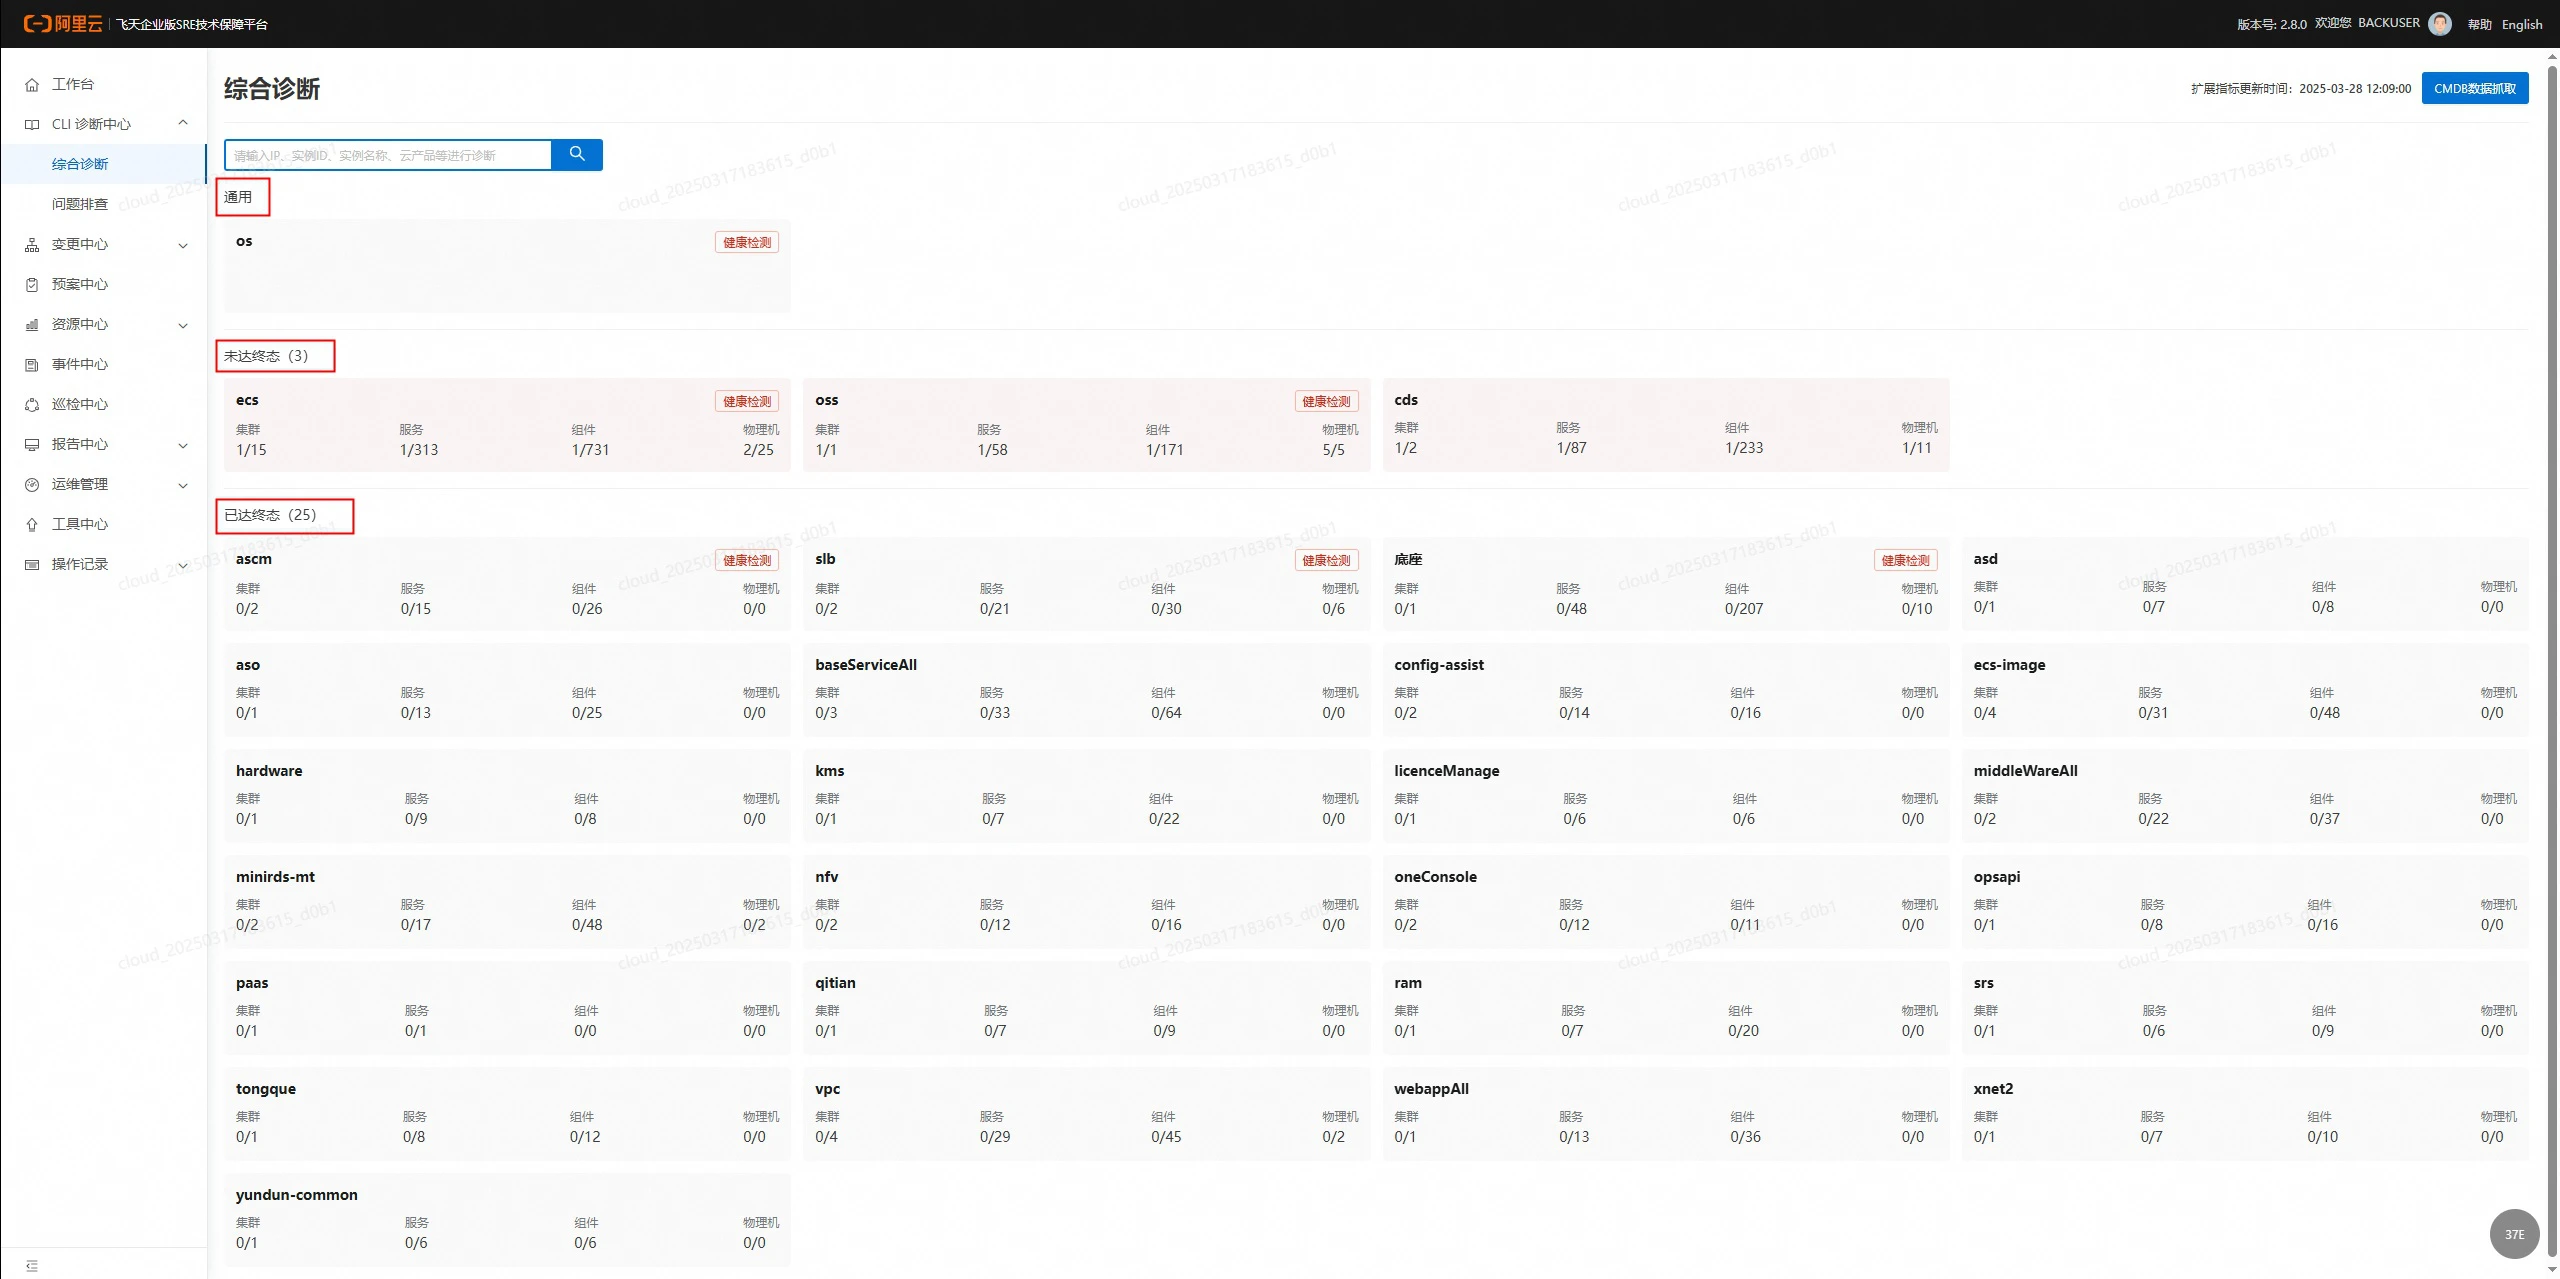 阿里云 飞天企业版SRE技术保障平台
版本号: 2.8.0 欢迎您 BACKUSER 帮助 English
工作台
CLI 诊断中心
综合诊断
问题排查
变更中心
预案中心
资源中心
事件中心
巡检中心
报告中心
运维管理
工具中心
操作记录
综合诊断
扩展指标更新时间: 2025-03-28 12:09:00 CMDB数据抓取
请输入IP、实例ID、实例名称、云产品等进行诊断
通用
os 健康检测
未达终态（3）
ecs 健康检测
集群 服务 组件 物理机
1/15 1/313 1/731 2/25
oss 健康检测
集群 服务 组件 物理机
1/1 1/58 1/171 5/5
cds
集群 服务 组件 物理机
1/2 1/87 1/233 1/11
已达终态（25）
ascm 健康检测
集群 服务 组件 物理机
0/2 0/15 0/26 0/0
slb 健康检测
集群 服务 组件 物理机
0/2 0/21 0/30 0/6
底座 健康检测
集群 服务 组件 物理机
0/1 0/48 0/207 0/10
asd
集群 服务 组件 物理机
0/1 0/7 0/8 0/0
aso
集群 服务 组件 物理机
0/1 0/13 0/25 0/0
baseServiceAll
集群 服务 组件 物理机
0/3 0/33 0/64 0/0
config-assist
集群 服务 组件 物理机
0/2 0/14 0/16 0/0
ecs-image
集群 服务 组件 物理机
0/4 0/31 0/48 0/0
hardware
集群 服务 组件 物理机
0/1 0/9 0/8 0/0
kms
集群 服务 组件 物理机
0/1 0/7 0/22 0/0
licenceManage
集群 服务 组件 物理机
0/1 0/6 0/6 0/0
middleWareAll
集群 服务 组件 物理机
0/2 0/22 0/37 0/0
minirds-mt
集群 服务 组件 物理机
0/2 0/17 0/48 0/2
nfv
集群 服务 组件 物理机
0/2 0/12 0/16 0/0
oneConsole
集群 服务 组件 物理机
0/2 0/12 0/11 0/0
opsapi
集群 服务 组件 物理机
0/1 0/8 0/16 0/0
paas
集群 服务 组件 物理机
0/1 0/1 0/0 0/0
qitian
集群 服务 组件 物理机
0/1 0/7 0/9 0/0
ram
集群 服务 组件 物理机
0/1 0/7 0/20 0/0
srs
集群 服务 组件 物理机
0/1 0/6 0/9 0/0
tongque
集群 服务 组件 物理机
0/1 0/8 0/12 0/0
vpc
集群 服务 组件 物理机
0/4 0/29 0/45 0/2
webappAll
集群 服务 组件 物理机
0/1 0/13 0/36 0/0
xnet2
集群 服务 组件 物理机
0/1 0/7 0/10 0/0
yundun-common
集群 服务 组件 物理机
0/1 0/6 0/6 0/0
37E
cloud_20250317183615_d0b1